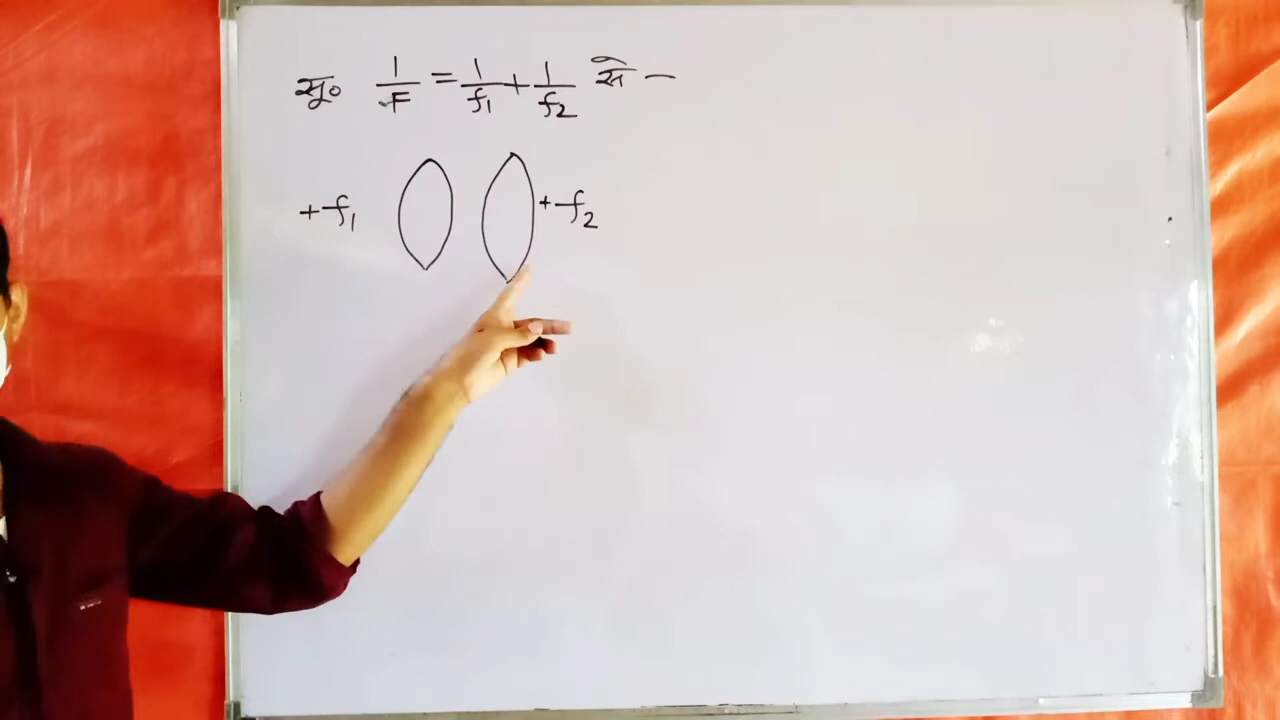 सू० 1/F = 1/f₁ + 1/f₂ से –
+f₁ +f₂